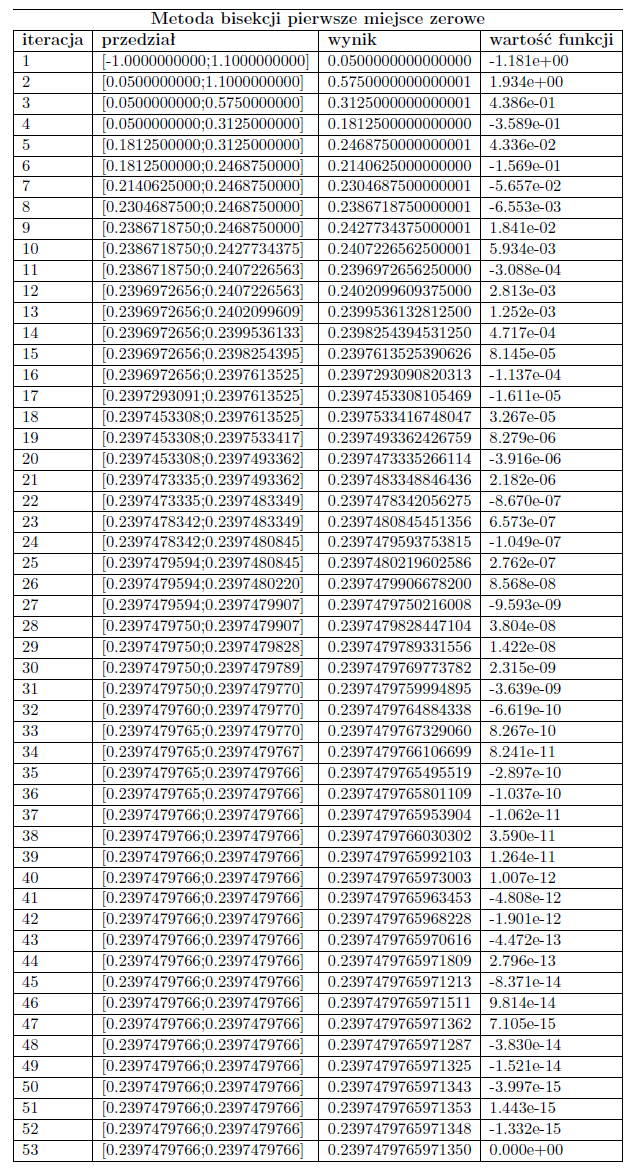 Metoda bisekcji pierwsze miejsce zerowe
iteracja przedział wynik wartość funkcji
1 [-1.0000000000;1.1000000000] 0.0500000000000000 -1.181e+00
2 [0.0500000000;1.1000000000] 0.5750000000000001 1.934e+00
3 [0.0500000000;0.5750000000] 0.3125000000000001 4.386e-01
4 [0.0500000000;0.3125000000] 0.1812500000000000 -3.589e-01
5 [0.1812500000;0.3125000000] 0.2468750000000001 4.336e-02
6 [0.1812500000;0.2468750000] 0.2140625000000000 -1.569e-01
7 [0.2140625000;0.2468750000] 0.2304687500000001 -5.657e-02
8 [0.2304687500;0.2468750000] 0.2386718750000001 -6.553e-03
9 [0.2386718750;0.2468750000] 0.2427734375000001 1.841e-02
10 [0.2386718750;0.2427734375] 0.2407226562500001 5.934e-03
11 [0.2386718750;0.2407226563] 0.2396972656250000 -3.088e-04
12 [0.2396972656;0.2407226563] 0.2402099609375000 2.813e-03
13 [0.2396972656;0.2402099609] 0.2399536132812500 1.252e-03
14 [0.2396972656;0.2399536133] 0.2398254394531250 4.717e-04
15 [0.2396972656;0.2398254395] 0.2397613525390626 8.145e-05
16 [0.2396972656;0.2397613525] 0.2397293090820313 -1.137e-04
17 [0.2397293091;0.2397613525] 0.2397453308105469 -1.611e-05
18 [0.2397453308;0.2397613525] 0.2397533416748047 3.267e-05
19 [0.2397453308;0.2397533417] 0.2397493362426759 8.279e-06
20 [0.2397453308;0.2397493362] 0.2397473335266114 -3.916e-06
21 [0.2397473335;0.2397493362] 0.2397483348846436 2.182e-06
22 [0.2397473335;0.2397483349] 0.2397478342056275 -8.670e-07
23 [0.2397478342;0.2397483349] 0.2397480845451356 6.573e-07
24 [0.2397478342;0.2397480845] 0.2397479593753815 -1.049e-07
25 [0.2397479594;0.2397480845] 0.2397480219602586 2.762e-07
26 [0.2397479594;0.2397480220] 0.2397479906678200 8.568e-08
27 [0.2397479594;0.2397479907] 0.2397479750216008 -9.593e-09
28 [0.2397479750;0.2397479907] 0.2397479828447104 3.804e-08
29 [0.2397479750;0.2397479828] 0.2397479789331556 1.422e-08
30 [0.2397479750;0.2397479789] 0.2397479769773782 2.315e-09
31 [0.2397479750;0.2397479770] 0.2397479759994895 -3.639e-09
32 [0.2397479760;0.2397479770] 0.2397479764884338 -6.619e-10
33 [0.2397479765;0.2397479770] 0.2397479767329060 8.267e-10
34 [0.2397479765;0.2397479767] 0.2397479766106699 8.241e-11
35 [0.2397479765;0.2397479766] 0.2397479765495519 -2.897e-10
36 [0.2397479765;0.2397479766] 0.2397479765801109 -1.037e-10
37 [0.2397479766;0.2397479766] 0.2397479765953904 -1.062e-11
38 [0.2397479766;0.2397479766] 0.2397479766030302 3.590e-11
39 [0.2397479766;0.2397479766] 0.2397479765992103 1.264e-11
40 [0.2397479766;0.2397479766] 0.2397479765973003 1.007e-12
41 [0.2397479766;0.2397479766] 0.2397479765963453 -4.808e-12
42 [0.2397479766;0.2397479766] 0.2397479765968228 -1.901e-12
43 [0.2397479766;0.2397479766] 0.2397479765970616 -4.472e-13
44 [0.2397479766;0.2397479766] 0.2397479765971809 2.796e-13
45 [0.2397479766;0.2397479766] 0.2397479765971213 -8.371e-14
46 [0.2397479766;0.2397479766] 0.2397479765971511 9.814e-14
47 [0.2397479766;0.2397479766] 0.2397479765971362 7.105e-15
48 [0.2397479766;0.2397479766] 0.2397479765971287 -3.830e-14
49 [0.2397479766;0.2397479766] 0.2397479765971325 -1.521e-14
50 [0.2397479766;0.2397479766] 0.2397479765971343 -3.997e-15
51 [0.2397479766;0.2397479766] 0.2397479765971353 1.443e-15
52 [0.2397479766;0.2397479766] 0.2397479765971348 -1.332e-15
53 [0.2397479766;0.2397479766] 0.2397479765971350 0.000e+00